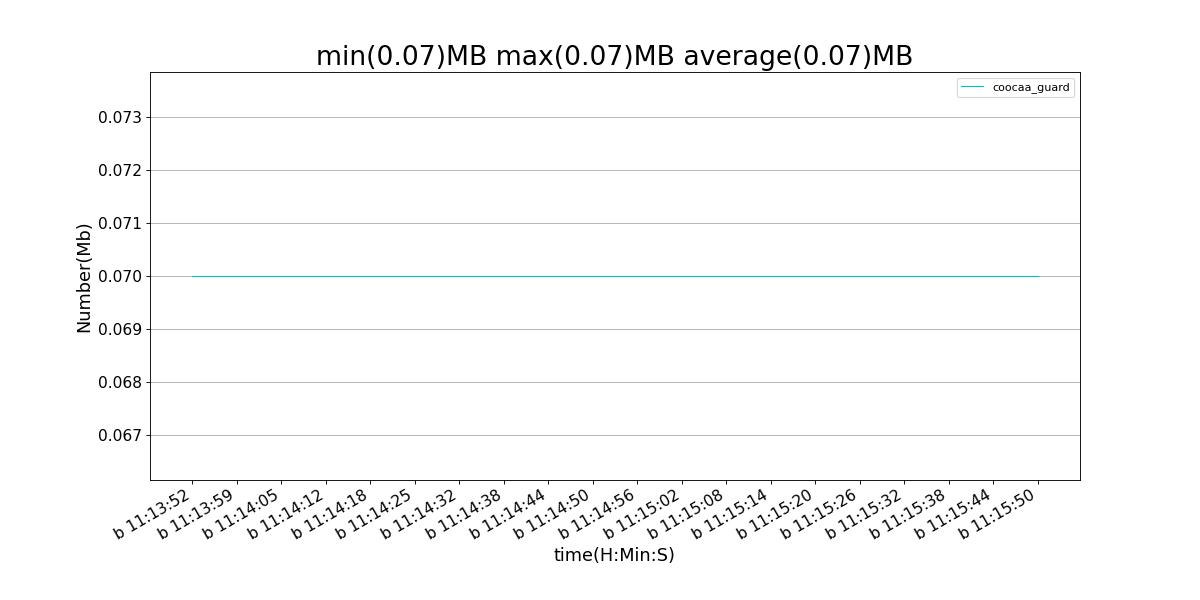 min(0.07)MB max(0.07)MB average(0.07)MB
coocaa_guard
0.073
0.072
0.071
0.070
0.069
0.068
0.067
Number(Mb)
b 11:13:52
b 11:13:59
b 11:14:05
b 11:14:12
b 11:14:18
b 11:14:25
b 11:14:32
b 11:14:38
b 11:14:44
b 11:14:50
b 11:14:56
b 11:15:02
b 11:15:08
b 11:15:14
b 11:15:20
b 11:15:26
b 11:15:32
b 11:15:38
b 11:15:44
b 11:15:50
time(H:Min:S)